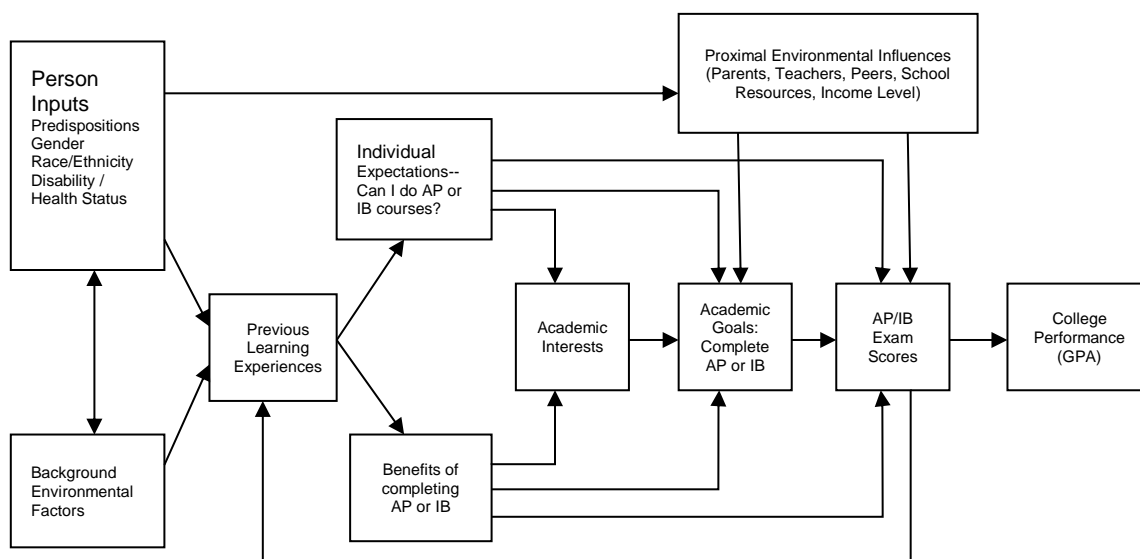 Person
Inputs
Predispositions
Gender
Race/Ethnicity
Disability /
Health Status
Proximal Environmental Influences
(Parents, Teachers, Peers, School
Resources, Income Level)
Individual
Expectations--
Can I do AP or
IB courses?
Previous
Learning
Experiences
Academic
Interests
Academic
Goals:
Complete
AP or IB
AP/IB
Exam
Scores
College
Performance
(GPA)
Background
Environmental
Factors
Benefits of
completing
AP or IB